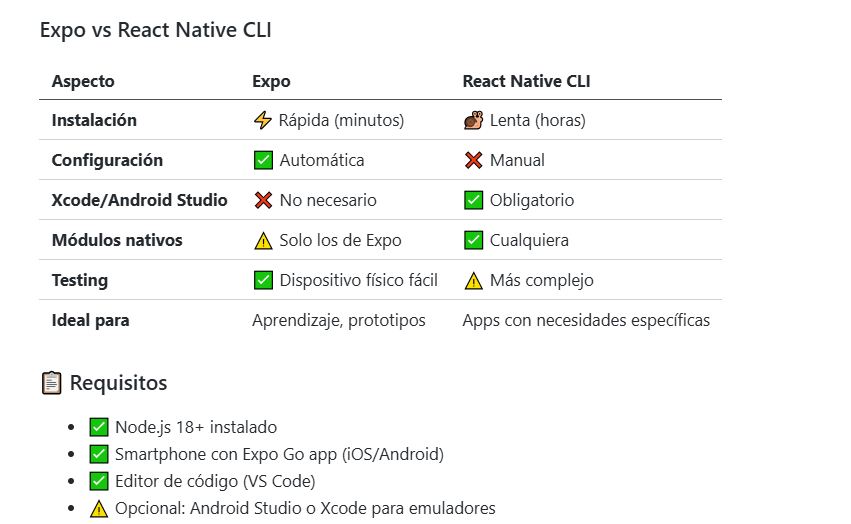 Expo vs React Native CLI
Aspecto Expo React Native CLI
Instalación ⚡ Rápida (minutos) 🐌 Lenta (horas)
Configuración ✅ Automática ❌ Manual
Xcode/Android Studio ❌ No necesario ✅ Obligatorio
Módulos nativos ⚠️ Solo los de Expo ✅ Cualquiera
Testing ✅ Dispositivo físico fácil ⚠️ Más complejo
Ideal para Aprendizaje, prototipos Apps con necesidades específicas
📋 Requisitos
• ✅ Node.js 18+ instalado
• ✅ Smartphone con Expo Go app (iOS/Android)
• ✅ Editor de código (VS Code)
• ⚠️ Opcional: Android Studio o Xcode para emuladores